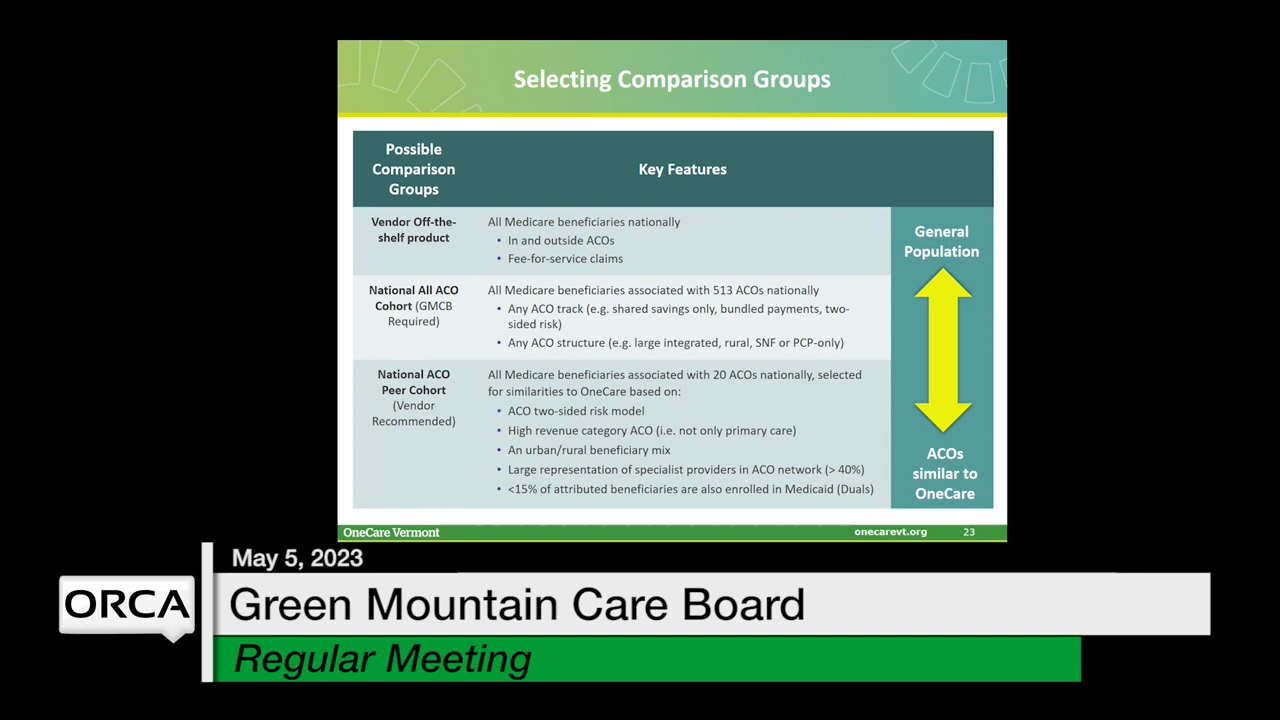 Selecting Comparison Groups
Possible
Comparison
Groups
Key Features
Vendor Off-the-
shelf product
All Medicare beneficiaries nationally
• In and outside ACOs
• Fee-for-service claims
National All ACO
Cohort (GMCB
Required)
All Medicare beneficiaries associated with 513 ACOs nationally
• Any ACO track (e.g. shared savings only, bundled payments, two-
sided risk)
• Any ACO structure (e.g. large integrated, rural, SNF or PCP-only)
National ACO
Peer Cohort
(Vendor
Recommended)
All Medicare beneficiaries associated with 20 ACOs nationally, selected
for similarities to OneCare based on:
• ACO two-sided risk model
• High revenue category ACO (i.e. not only primary care)
• An urban/rural beneficiary mix
• Large representation of specialist providers in ACO network (> 40%)
• <15% of attributed beneficiaries are also enrolled in Medicaid (Duals)
General
Population
ACOs
similar to
OneCare
OneCare Vermont
onecarevt.org
23
May 5, 2023
ORCA
Green Mountain Care Board
Regular Meeting